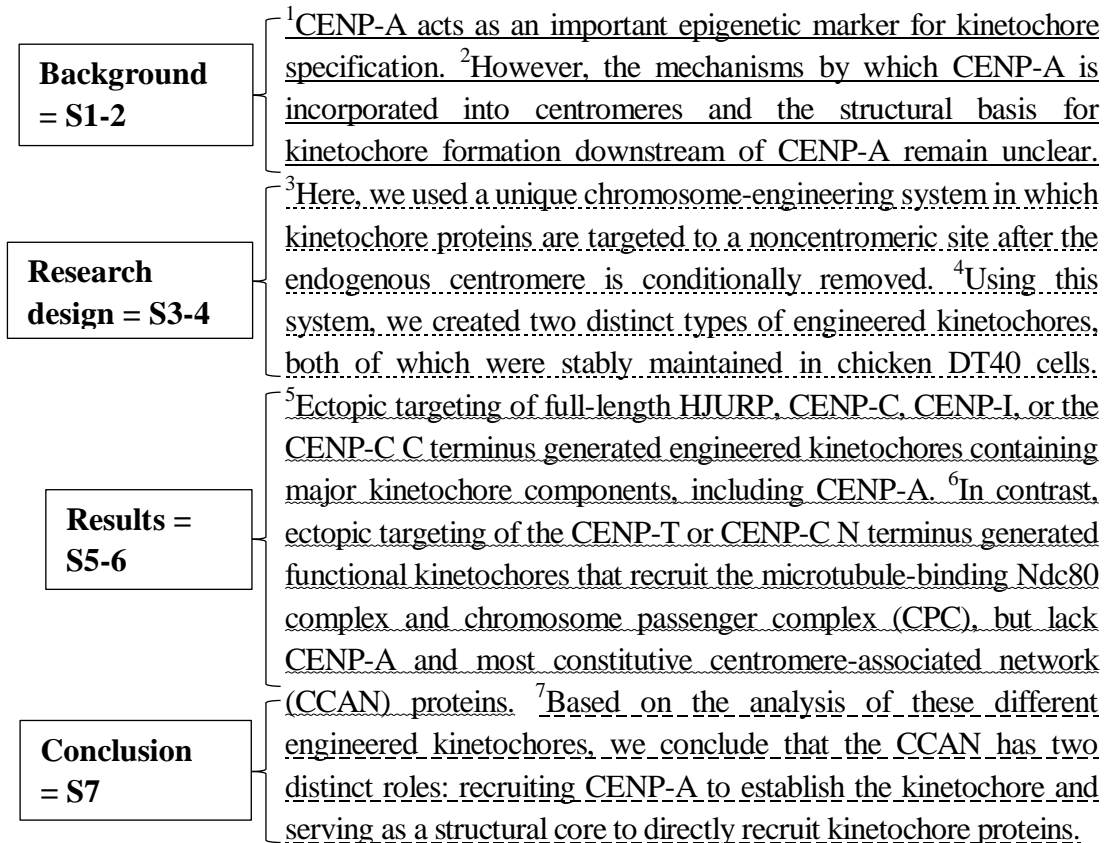 Background
= S1-2
¹CENP-A acts as an important epigenetic marker for kinetochore
specification. ²However, the mechanisms by which CENP-A is
incorporated into centromeres and the structural basis for
kinetochore formation downstream of CENP-A remain unclear.
Research
design = S3-4
³Here, we used a unique chromosome-engineering system in which
kinetochore proteins are targeted to a noncentromeric site after the
endogenous centromere is conditionally removed. ⁴Using this
system, we created two distinct types of engineered kinetochores,
both of which were stably maintained in chicken DT40 cells.
Results =
S5-6
⁵Ectopic targeting of full-length HJURP, CENP-C, CENP-I, or the
CENP-C C terminus generated engineered kinetochores containing
major kinetochore components, including CENP-A. ⁶In contrast,
ectopic targeting of the CENP-T or CENP-C N terminus generated
functional kinetochores that recruit the microtubule-binding Ndc80
complex and chromosome passenger complex (CPC), but lack
CENP-A and most constitutive centromere-associated network
(CCAN) proteins. ⁷Based on the analysis of these different
Conclusion
= S7
engineered kinetochores, we conclude that the CCAN has two
distinct roles: recruiting CENP-A to establish the kinetochore and
serving as a structural core to directly recruit kinetochore proteins.